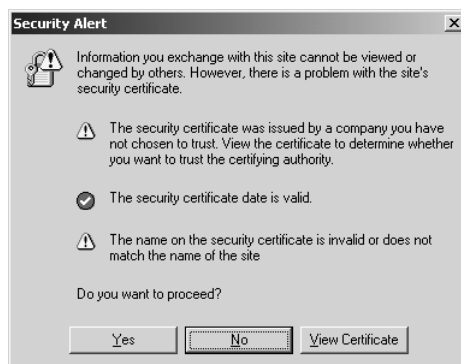 Security Alert
Information you exchange with this site cannot be viewed or
changed by others. However, there is a problem with the site's
security certificate.
The security certificate was issued by a company you have
not chosen to trust. View the certificate to determine whether
you want to trust the certifying authority.
The security certificate date is valid.
The name on the security certificate is invalid or does not
match the name of the site
Do you want to proceed?
Yes No View Certificate